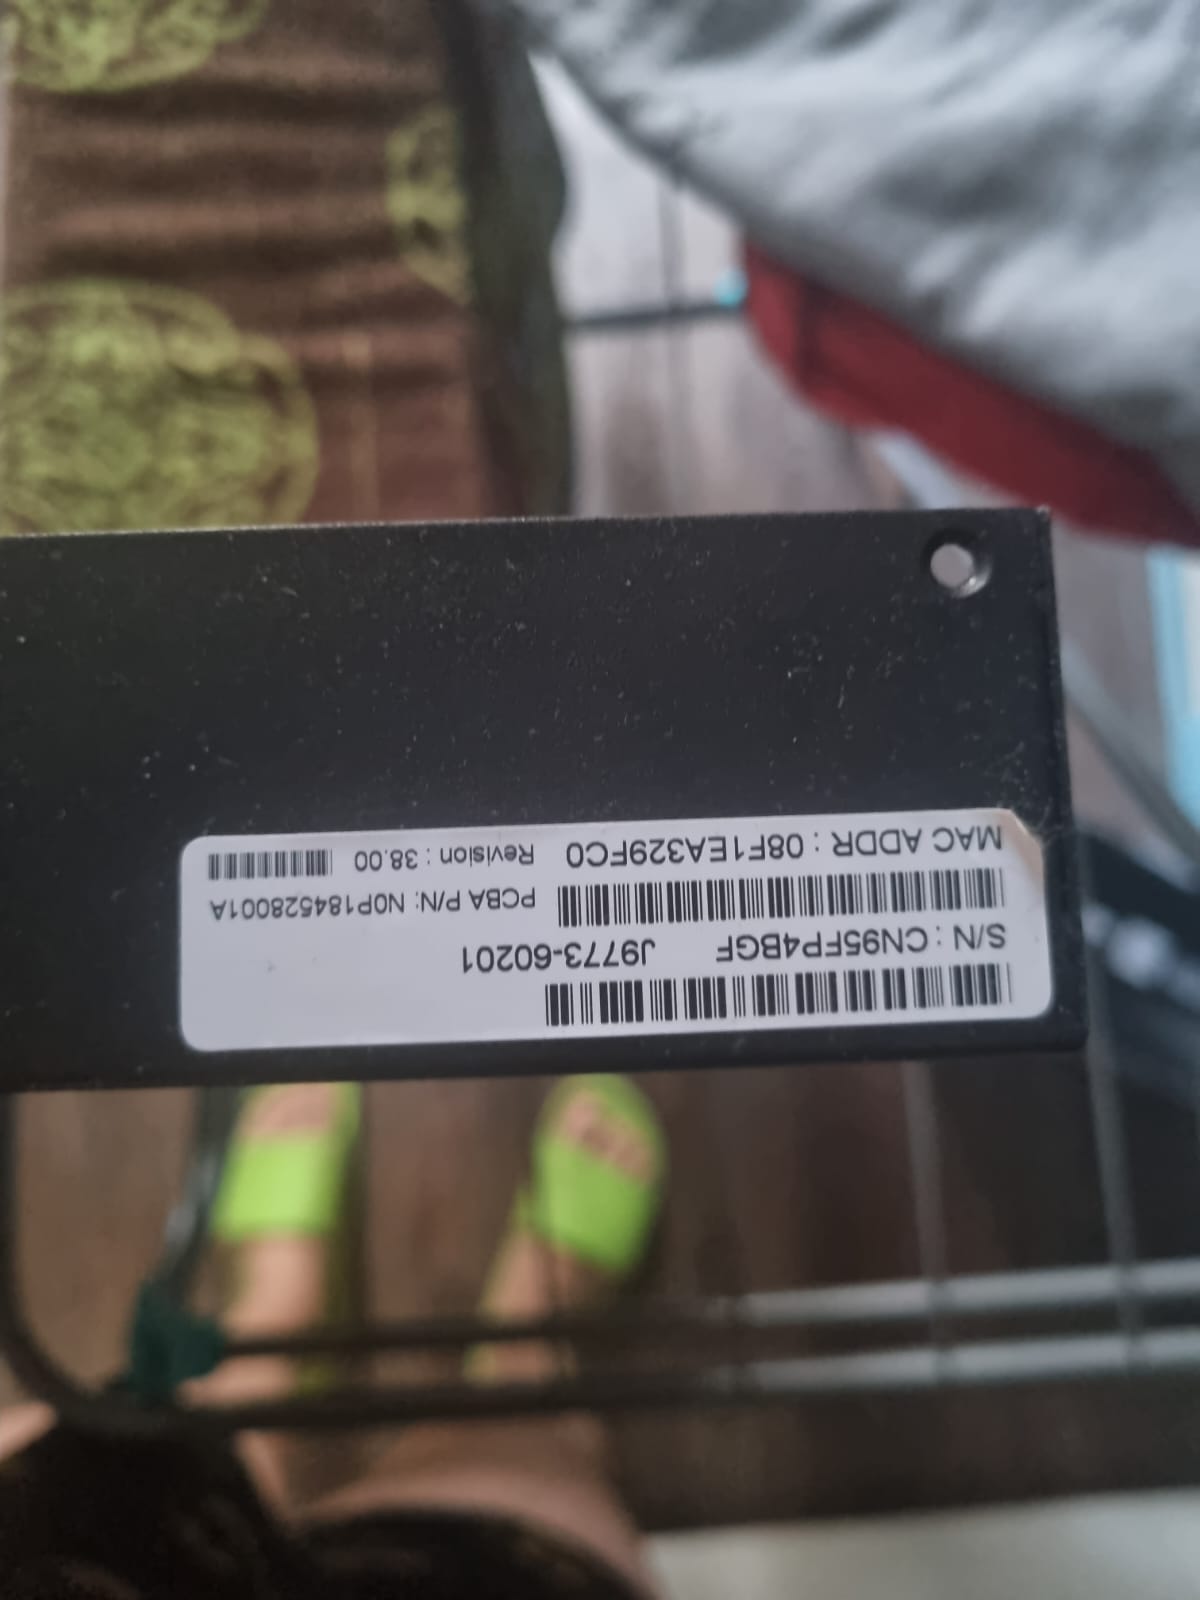 S/N : CN95FP4BGF J9773-60201
PCBA P/N: N0P184528001A
MAC ADDR : 08F1EA329FC0 Revision : 38.00